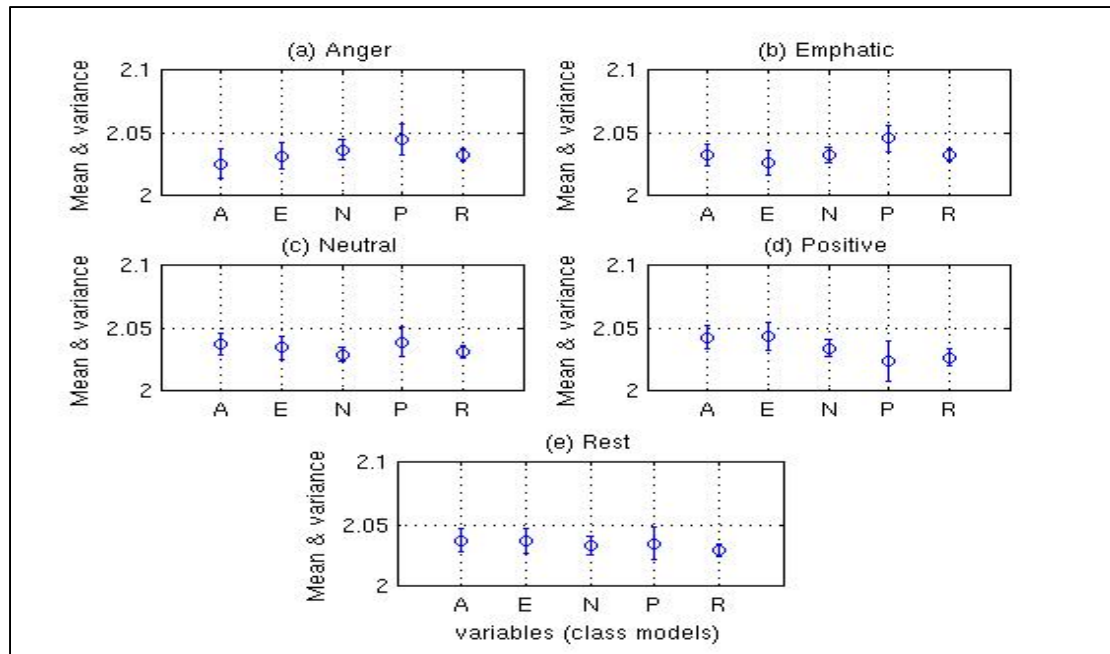 (a) Anger
Mean & variance
2.1
2.05
2
A E N P R
(b) Emphatic
Mean & variance
2.1
2.05
2
A E N P R
(c) Neutral
Mean & variance
2.1
2.05
2
A E N P R
(d) Positive
Mean & variance
2.1
2.05
2
A E N P R
(e) Rest
Mean & variance
2.1
2.05
2
A E N P R
variables (class models)